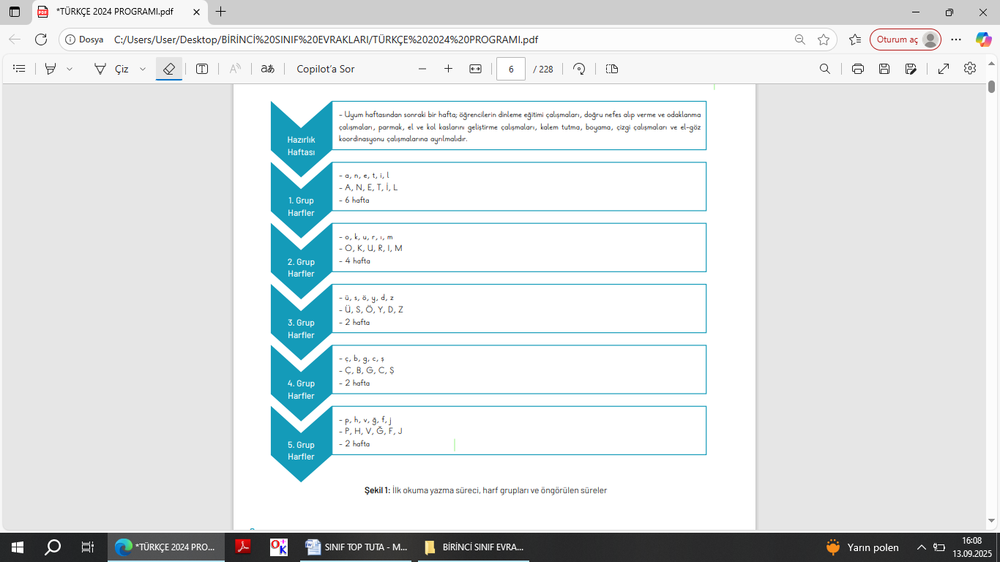 *TÜRKÇE 2024 PROGRAMI.pdf
Dosya C:/Users/User/Desktop/BİRİNCİ%20SINIF%20EVRAKLARI/TÜRKÇE%202024%20PROGRAMI.pdf
Oturum aç
Çiz
Copilot'a Sor
6 / 228
Hazırlık
Haftası
- Uyum haftasından sonraki bir hafta; öğrencilerin dinleme eğitimi çalışmaları, doğru nefes alıp verme ve odaklanma
çalışmaları, parmak, el ve kol kaslarını geliştirme çalışmaları, kalem tutma, boyama, çizgi çalışmaları ve el-göz
koordinasyonu çalışmalarına ayrılmalıdır.
1. Grup
Harfler
- a, n, e, t, i, l
- A, N, E, T, İ, L
- 6 hafta
2. Grup
Harfler
- o, k, u, r, ı, m
- O, K, U, R, I, M
- 4 hafta
3. Grup
Harfler
- ü, s, ö, y, d, z
- Ü, S, Ö, Y, D, Z
- 2 hafta
4. Grup
Harfler
- ç, b, g, c, ş
- Ç, B, G, C, Ş
- 2 hafta
5. Grup
Harfler
- p, h, v, ğ, f, j
- P, H, V, Ğ, F, J
- 2 hafta
Şekil 1: İlk okuma yazma süreci, harf grupları ve öngörülen süreler
*TÜRKÇE 2024 PRO...
SINIF TOP TUTA - M...
BİRİNCİ SINIF EVRA...
Yarın polen
16:08
13.09.2025